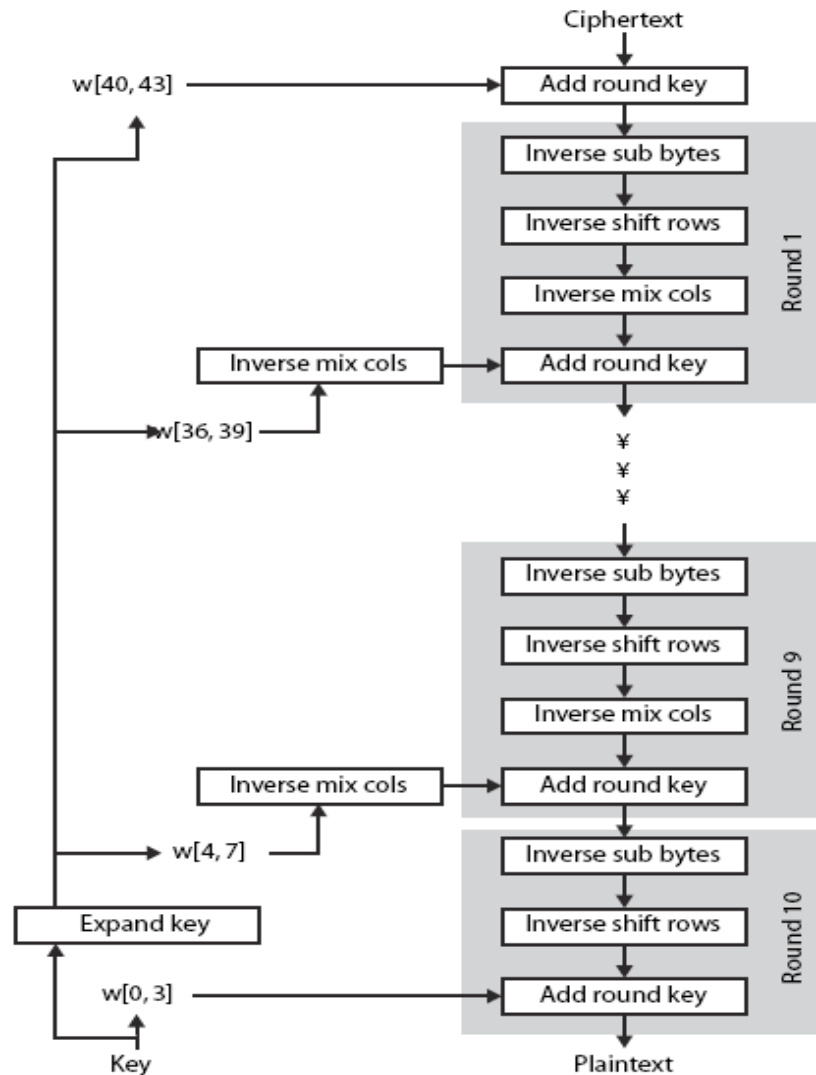 Ciphertext
w[40, 43]
Add round key
Inverse sub bytes
Inverse shift rows
Inverse mix cols
Round 1
Inverse mix cols
Add round key
w[36, 39]
¥
¥
¥
Inverse sub bytes
Inverse shift rows
Inverse mix cols
Round 9
Inverse mix cols
Add round key
w[4, 7]
Inverse sub bytes
Expand key
Inverse shift rows
Round 10
w[0, 3]
Add round key
Key
Plaintext